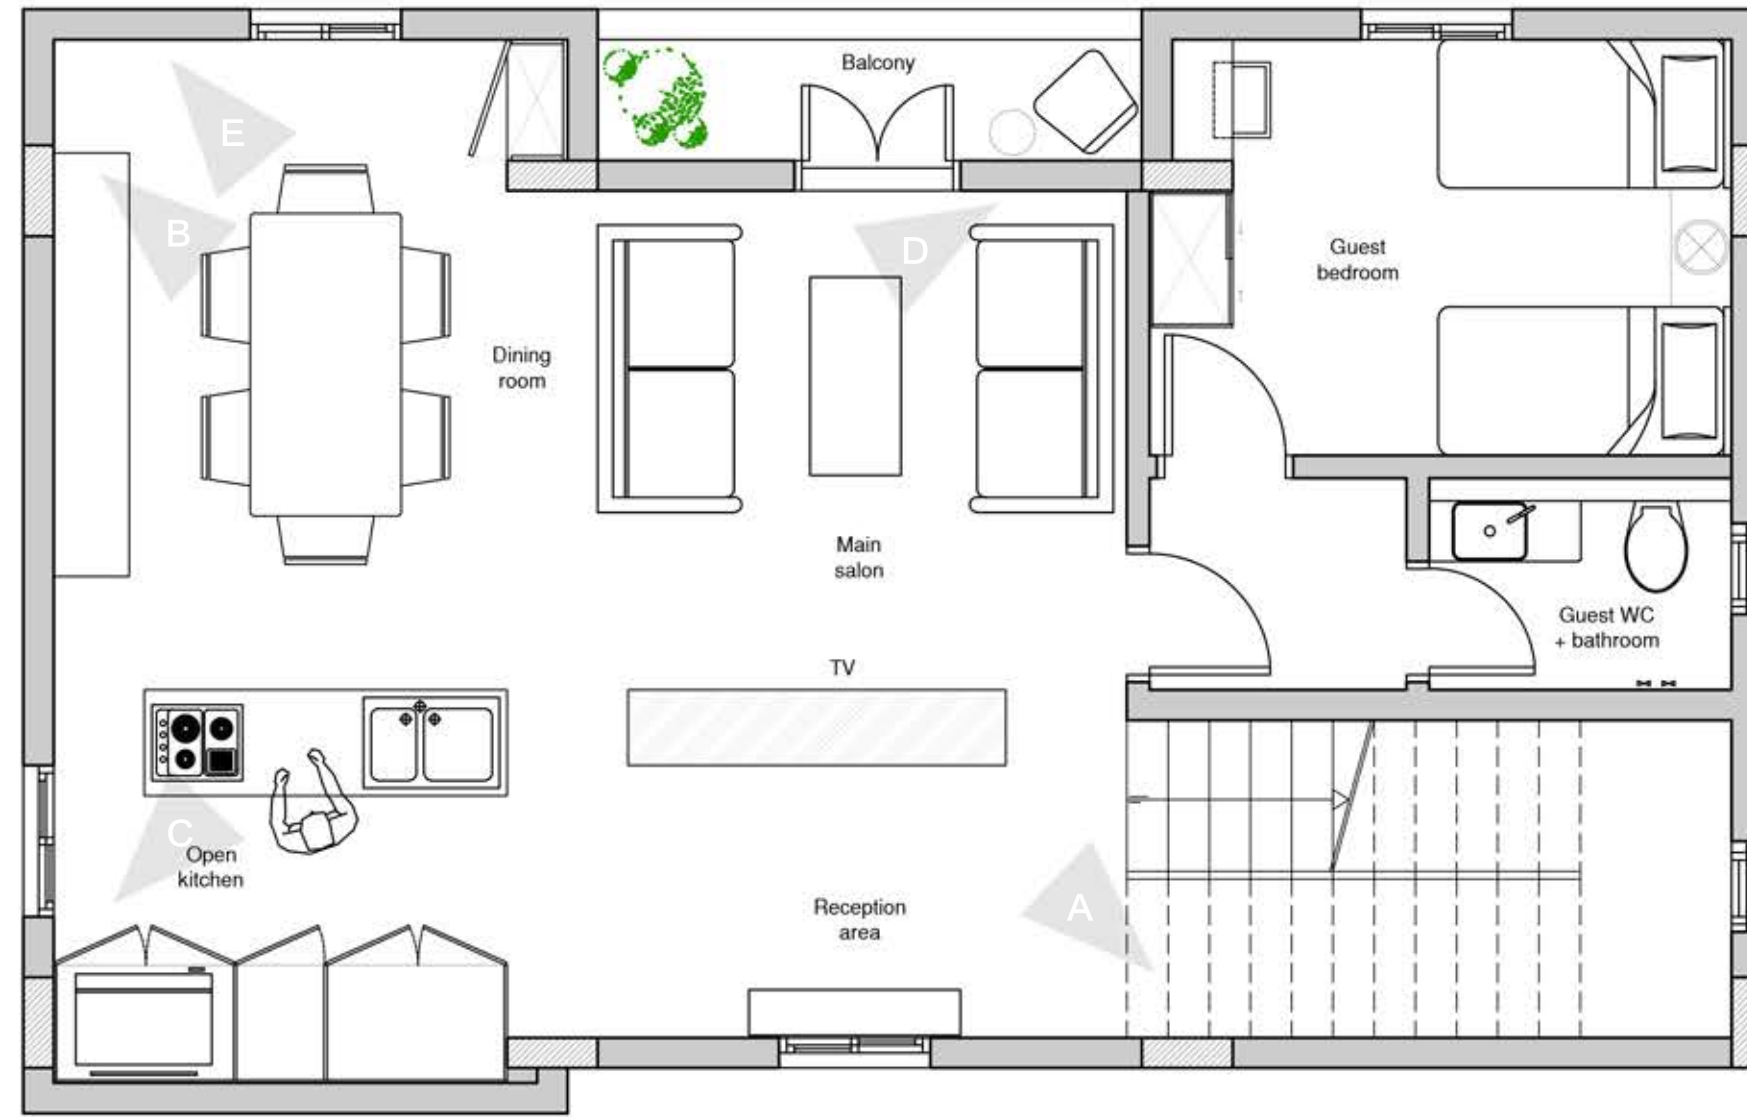 Balcony
E
B
D
Guest
bedroom
Dining
room
Main
salon
Guest WC
+ bathroom
TV
C
Open
kitchen
A
Reception
area